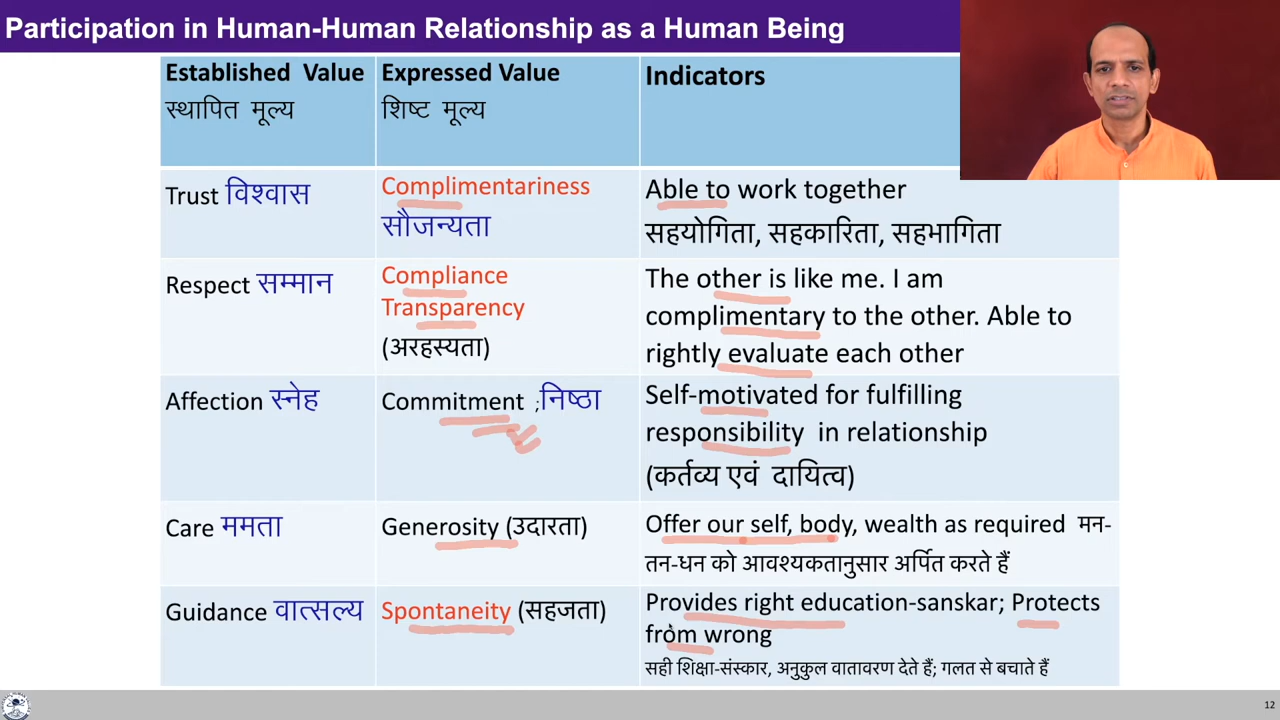 Participation in Human-Human Relationship as a Human Being
Established Value
स्थापित मूल्य
Expressed Value
शिष्ट मूल्य
Indicators
Trust विश्वास
Complimentariness
सौजन्यता
Able to work together
सहयोगिता, सहकारिता, सहभागिता
Respect सम्मान
Compliance
Transparency
(अरहस्यता)
The other is like me. I am
complimentary to the other. Able to
rightly evaluate each other
Affection स्नेह
Commitment ;निष्ठा
Self-motivated for fulfilling
responsibility in relationship
(कर्तव्य एवं दायित्व)
Care ममता
Generosity (उदारता)
Offer our self, body, wealth as required मन-
तन-धन को आवश्यकतानुसार अर्पित करते हैं
Guidance वात्सल्य
Spontaneity (सहजता)
Provides right education-sanskar; Protects
from wrong
सही शिक्षा-संस्कार, अनुकुल वातावरण देते हैं; गलत से बचाते हैं
12